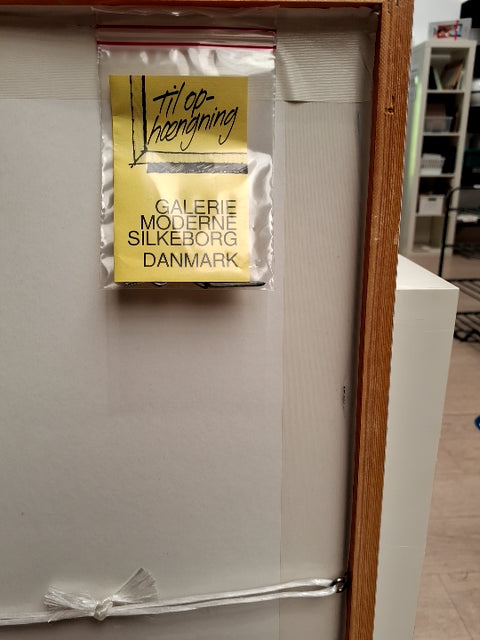 Til op-
hængning
GALERIE
MODERNE
SILKEBORG
DANMARK